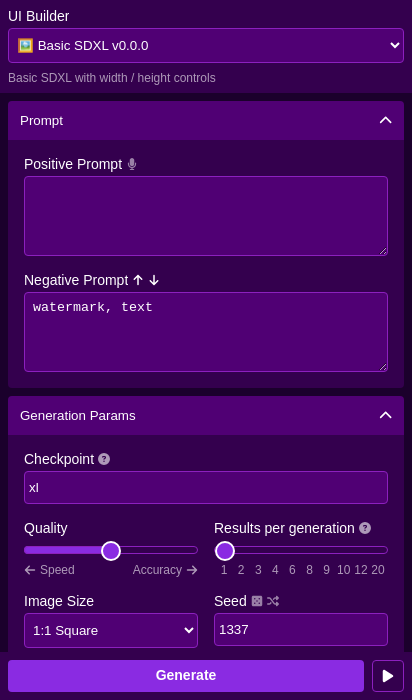 UI Builder
🖼️ Basic SDXL v0.0.0
Basic SDXL with width / height controls
Prompt
Positive Prompt
Negative Prompt ↑ ↓
watermark, text
Generation Params
Checkpoint ?
xl
Quality
← Speed Accuracy →
Results per generation ?
1 2 3 4 6 8 9 10 12 20
Image Size
1:1 Square
Seed
1337
Generate